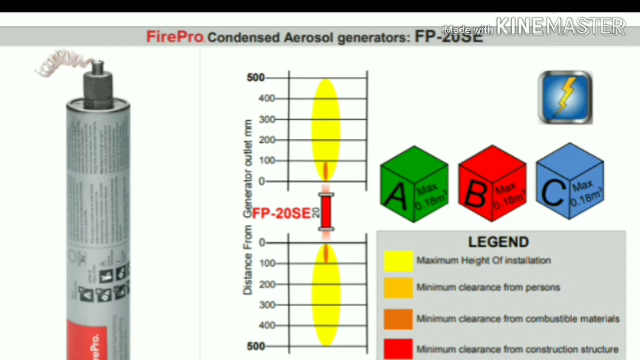 Made with KINEMASTER
FirePro Condensed Aerosol generators: FP-20SE
Distance From Generator outlet mm
500
400
300
200
100
0
FP-20SE
20
0
100
200
300
400
500
A Max 0.18m³
B Max 0.18m³
C Max 0.18m³
LEGEND
Maximum Height Of installation
Minimum clearance from persons
Minimum clearance from combustible materials
Minimum clearance from construction structure
FirePro.